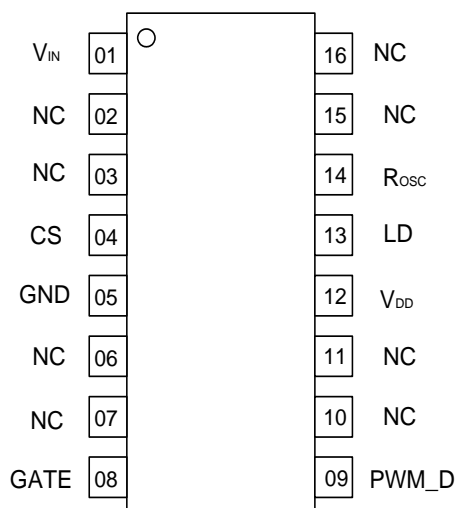 VIN 01 16 NC
NC 02 15 NC
NC 03 14 ROSC
CS 04 13 LD
GND 05 12 VDD
NC 06 11 NC
NC 07 10 NC
GATE 08 09 PWM_D